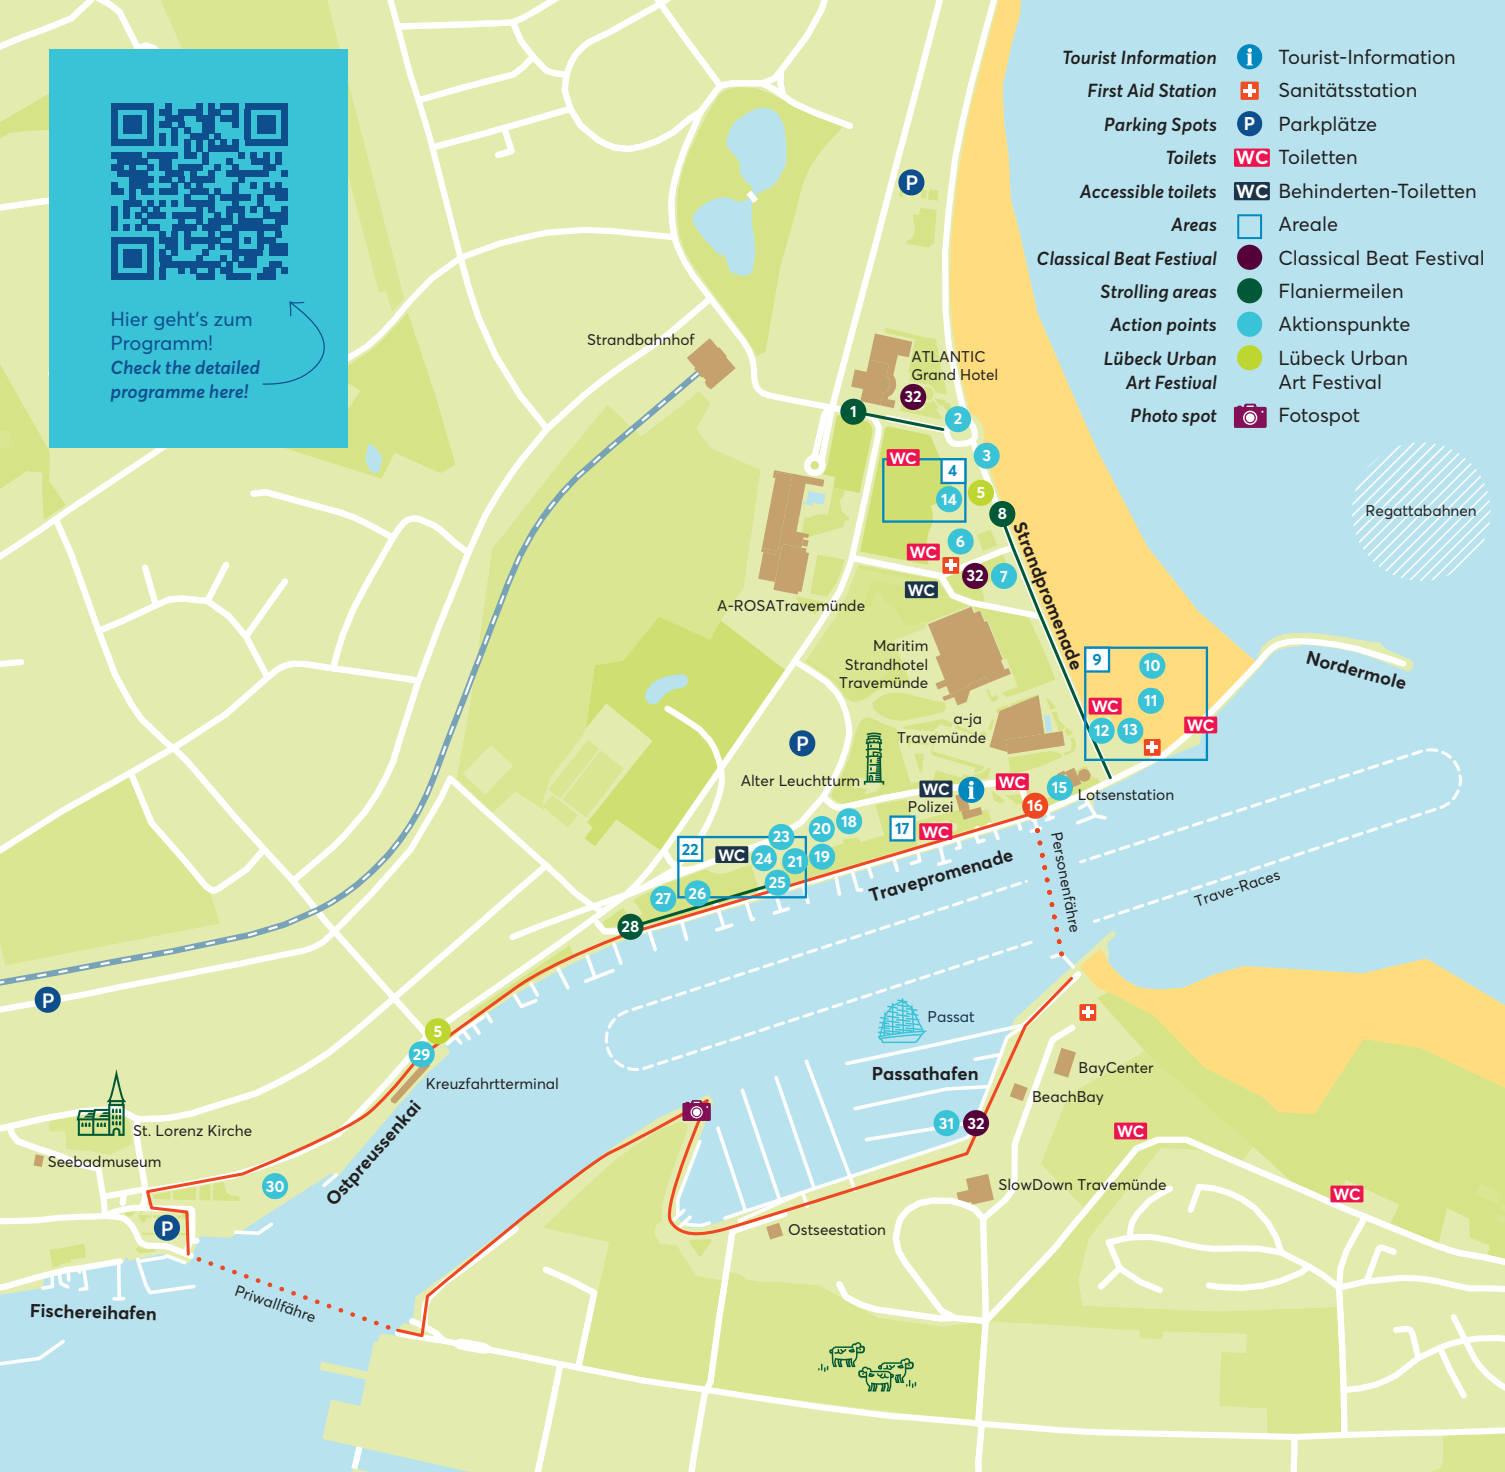 Hier geht's zum
Programm!
Check the detailed
programme here!
Tourist Information i Tourist-Information
First Aid Station Sanitätsstation
Parking Spots P Parkplätze
Toilets WC Toiletten
Accessible toilets WC Behinderten-Toiletten
Areas Areale
Classical Beat Festival Classical Beat Festival
Strolling areas Flaniermeilen
Action points Aktionspunkte
Lübeck Urban Lübeck Urban
Art Festival Art Festival
Photo spot Fotospot
P
Strandbahnhof
ATLANTIC
Grand Hotel
32
1
2
3
WC
4
14
5
8
Regattabahnen
6
WC
32
7
WC
Strandpromenade
A-ROSATravemünde
Maritim
Strandhotel
Travemünde
9
10
11
WC
12
13
WC
Nordermole
a-ja
Travemünde
P
Alter Leuchtturm
WC
i
WC
15
Lotsenstation
Polizei
16
17
WC
18
20
23
19
21
24
WC
22
25
26
27
28
Travepromenade
Personenfähre
Trave-Races
P
5
29
Kreuzfahrtterminal
Ostpreussenkai
Passat
Passathafen
BayCenter
BeachBay
31
32
WC
WC
St. Lorenz Kirche
Seebadmuseum
30
P
SlowDown Travemünde
Ostseestation
Priwallfähre
Fischereihafen